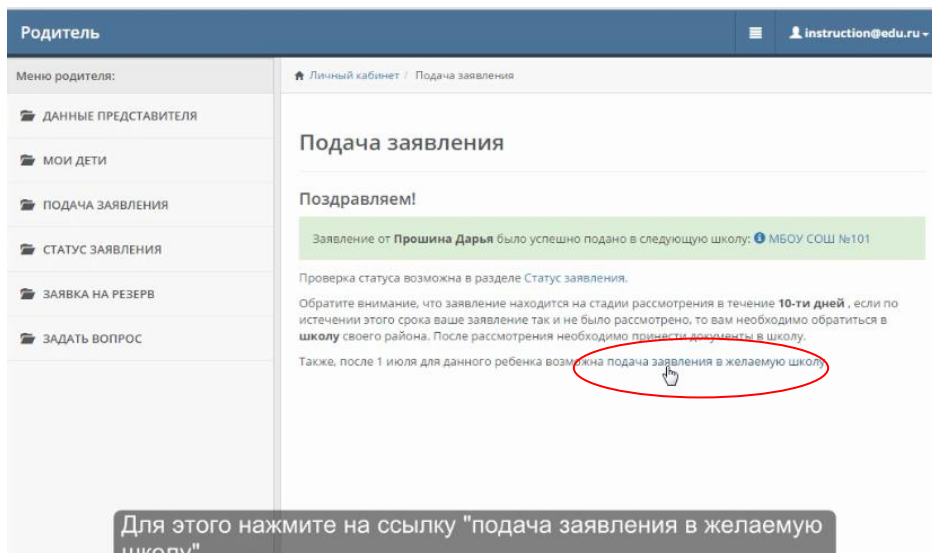 Родитель
instruction@edu.ru
Меню родителя:
Личный кабинет / Подача заявления
ДАННЫЕ ПРЕДСТАВИТЕЛЯ
МОИ ДЕТИ
ПОДАЧА ЗАЯВЛЕНИЯ
СТАТУС ЗАЯВЛЕНИЯ
ЗАЯВКА НА РЕЗЕРВ
ЗАДАТЬ ВОПРОС
Подача заявления
Поздравляем!
Заявление от Прошина Дарья было успешно подано в следующую школу: МБОУ СОШ №101
Проверка статуса возможна в разделе Статус заявления.
Обратите внимание, что заявление находится на стадии рассмотрения в течение 10-ти дней , если по
истечении этого срока ваше заявление так и не было рассмотрено, то вам необходимо обратиться в
школу своего района. После рассмотрения необходимо принести документы в школу.
Также, после 1 июля для данного ребенка возможна подача заявления в желаемую школу
Для этого нажмите на ссылку "подача заявления в желаемую
школу"